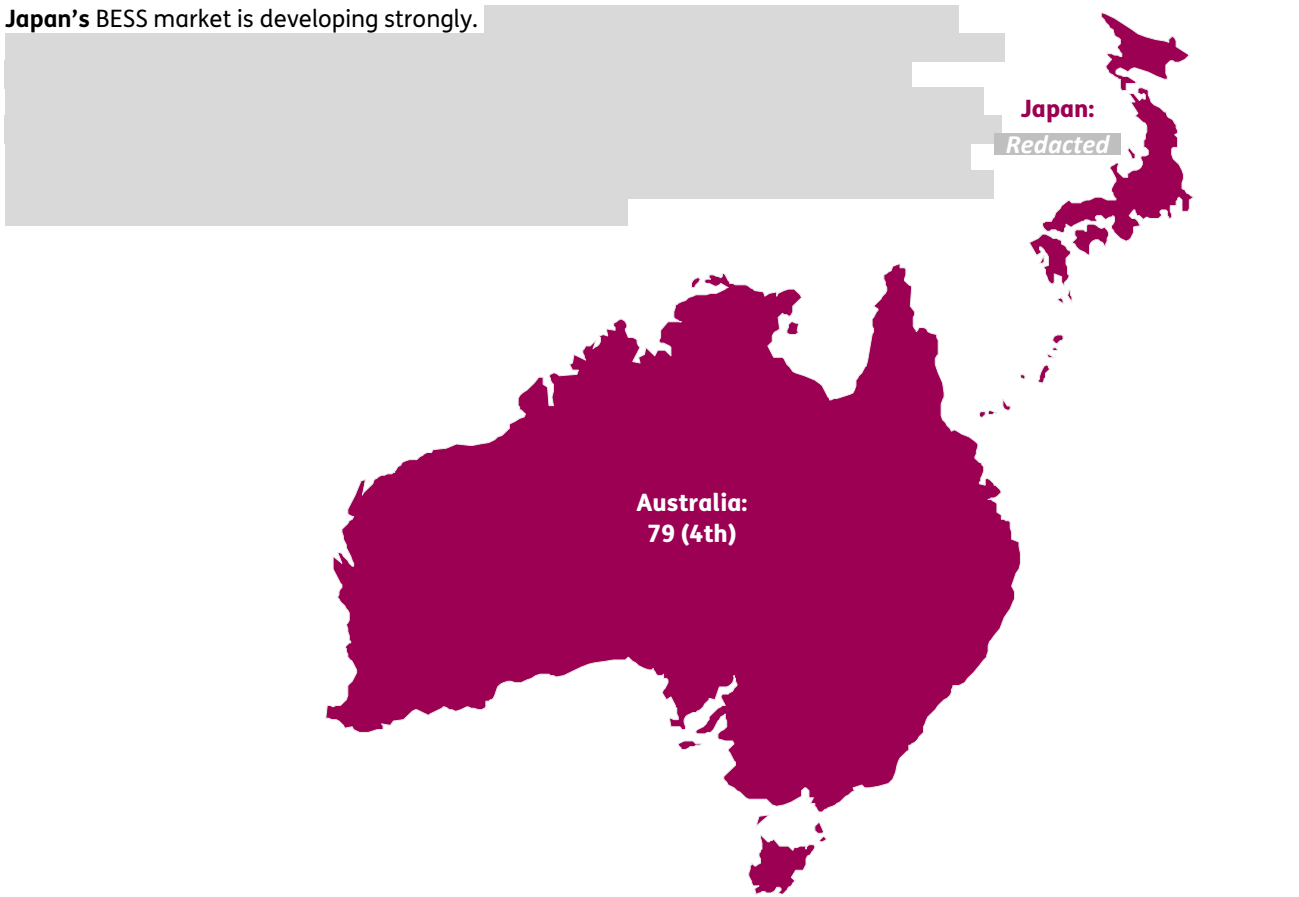 Japan's BESS market is developing strongly.
Japan:
Redacted
Australia:
79 (4th)